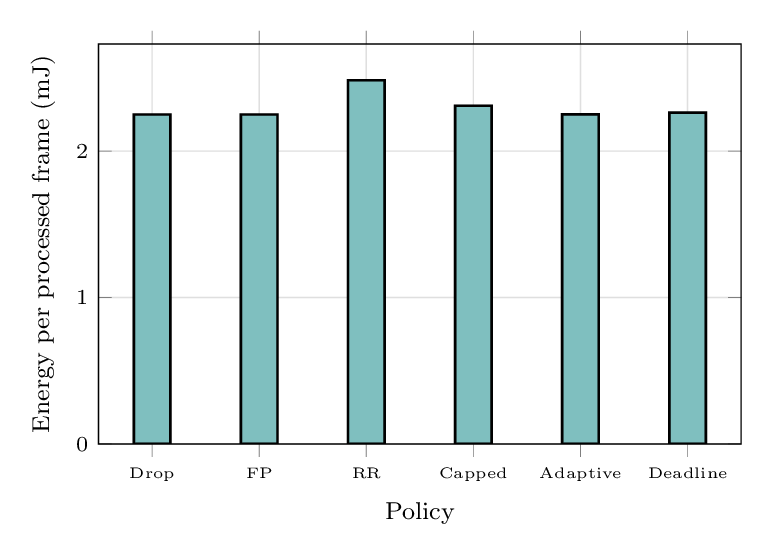 Energy per processed frame (mJ)
2
1
0
Drop FP RR Capped Adaptive Deadline
Policy